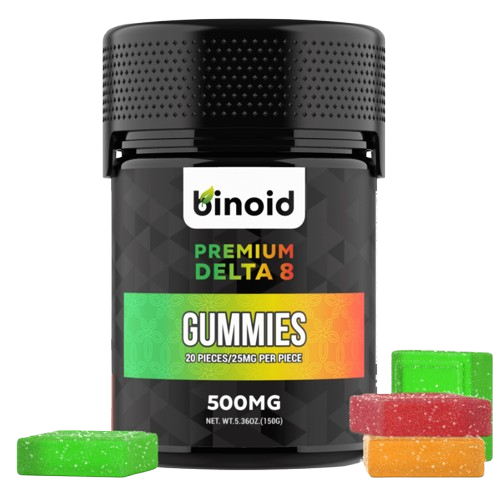 binoid
PREMIUM
DELTA 8
GUMMIES
20 PIECES/25MG PER PIECE
500MG
NET. WT.5.36OZ.(150G)